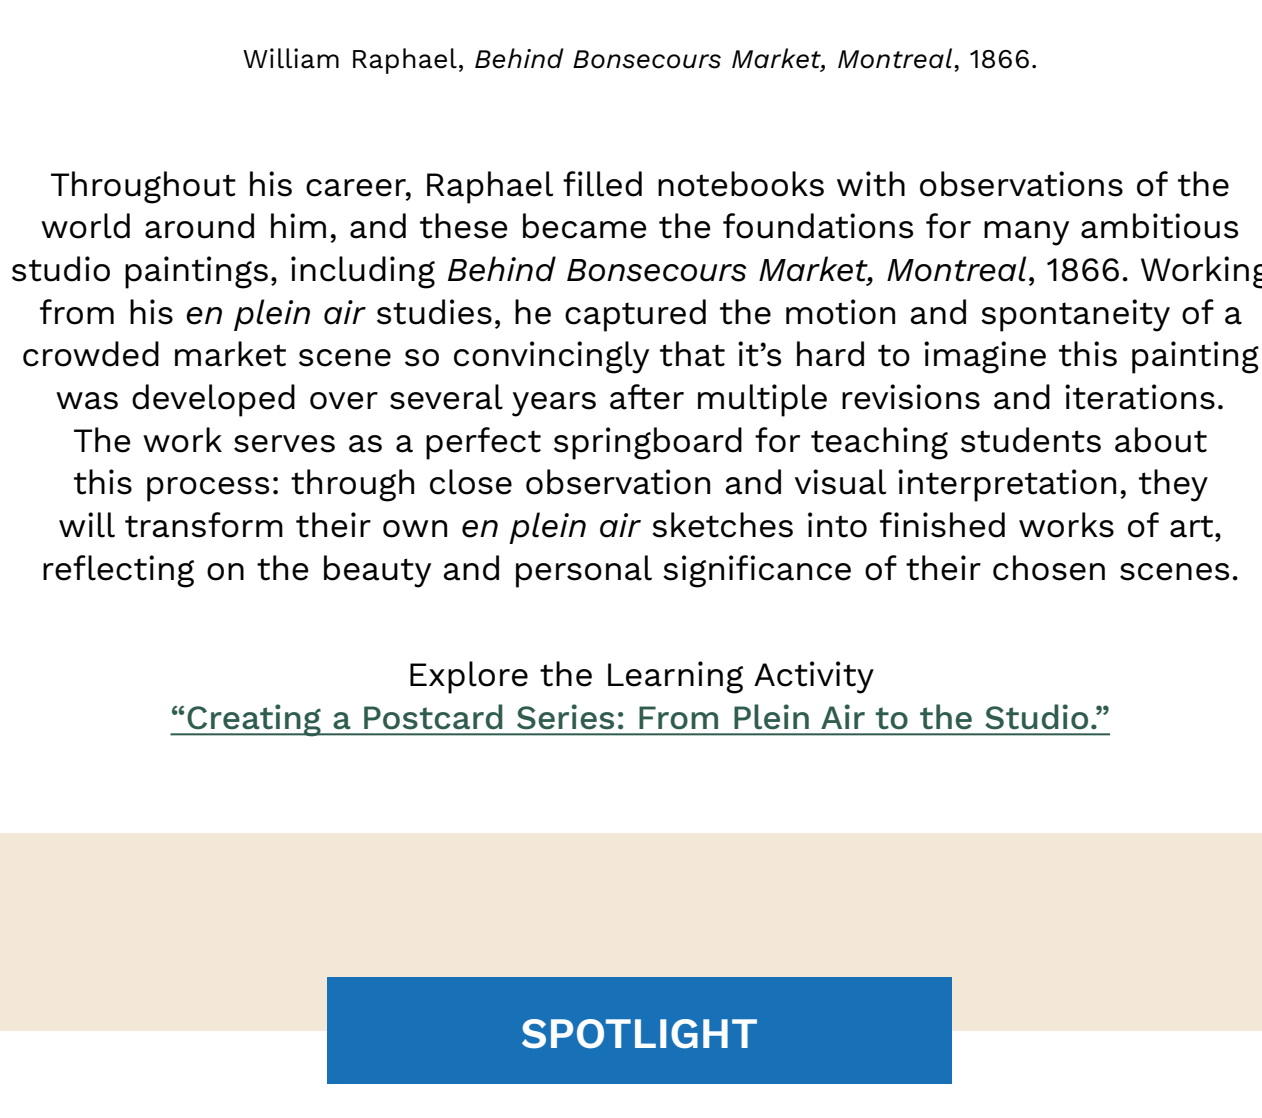 William Raphael, Behind Bonsecours Market, Montreal, 1866.
Throughout his career, Raphael filled notebooks with observations of the
world around him, and these became the foundations for many ambitious
studio paintings, including Behind Bonsecours Market, Montreal, 1866. Working
from his en plein air studies, he captured the motion and spontaneity of a
crowded market scene so convincingly that it’s hard to imagine this painting
was developed over several years after multiple revisions and iterations.
The work serves as a perfect springboard for teaching students about
this process: through close observation and visual interpretation, they
will transform their own en plein air sketches into finished works of art,
reflecting on the beauty and personal significance of their chosen scenes.
Explore the Learning Activity
“Creating a Postcard Series: From Plein Air to the Studio.”
SPOTLIGHT